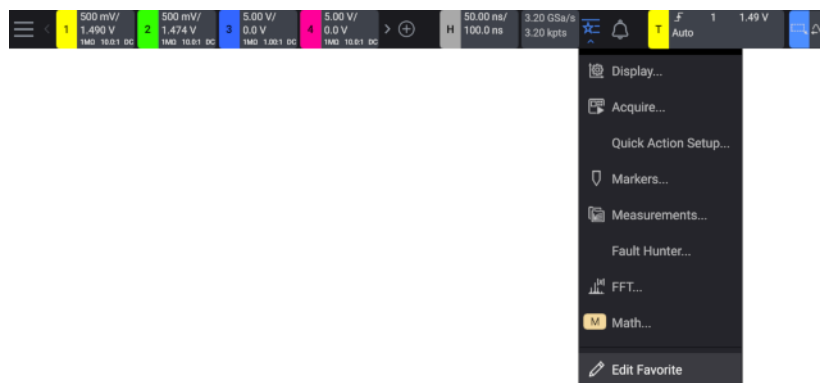 1 500 mV/ 1.490 V 1MΩ 10.0:1 DC
2 500 mV/ 1.474 V 1MΩ 10.0:1 DC
3 5.00 V/ 0.0 V 1MΩ 1.00:1 DC
4 5.00 V/ 0.0 V 1MΩ 10.0:1 DC
H 50.00 ns/ 100.0 ns
3.20 GSa/s
3.20 kpts
T Auto 1 1.49 V
Display...
Acquire...
Quick Action Setup...
Markers...
Measurements...
Fault Hunter...
FFT...
M Math...
Edit Favorite